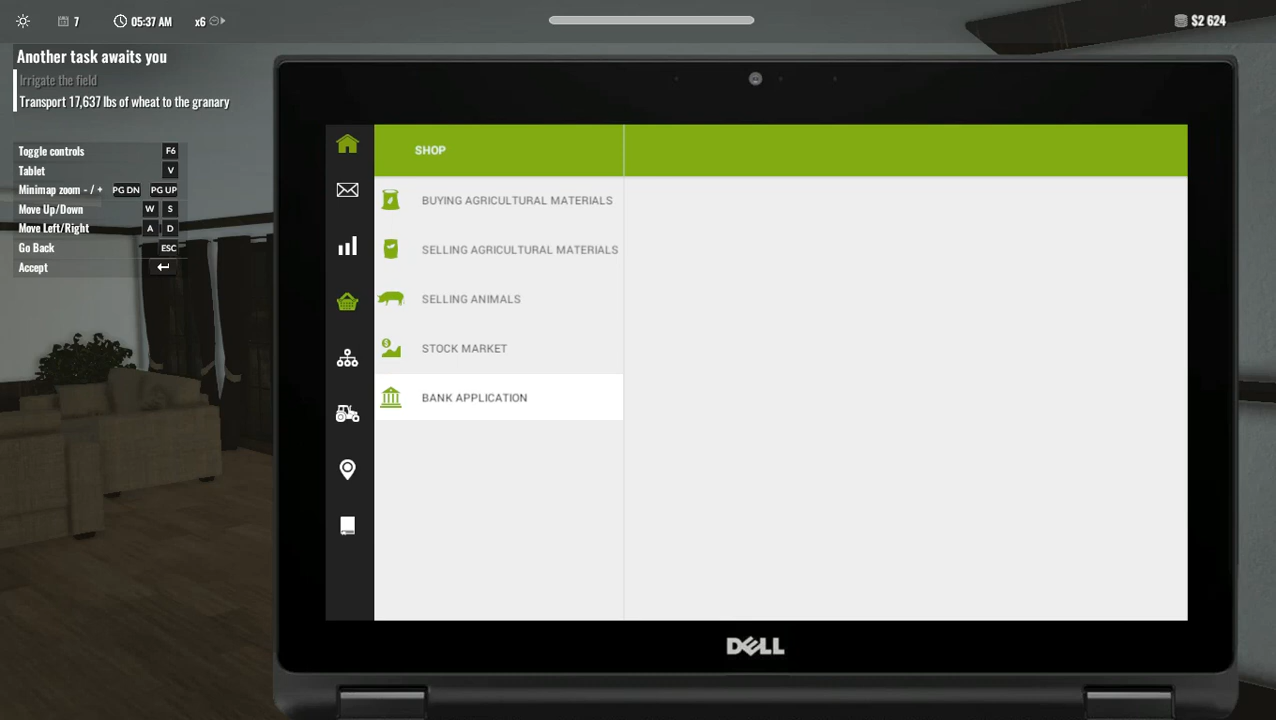 7
05:37 AM
x6
$2 624
Another task awaits you
Irrigate the field
Transport 17,637 lbs of wheat to the granary
Toggle controls F6
Tablet V
Minimap zoom - / + PG DN PG UP
Move Up/Down W S
Move Left/Right A D
Go Back ESC
Accept
SHOP
BUYING AGRICULTURAL MATERIALS
SELLING AGRICULTURAL MATERIALS
SELLING ANIMALS
STOCK MARKET
BANK APPLICATION
DELL